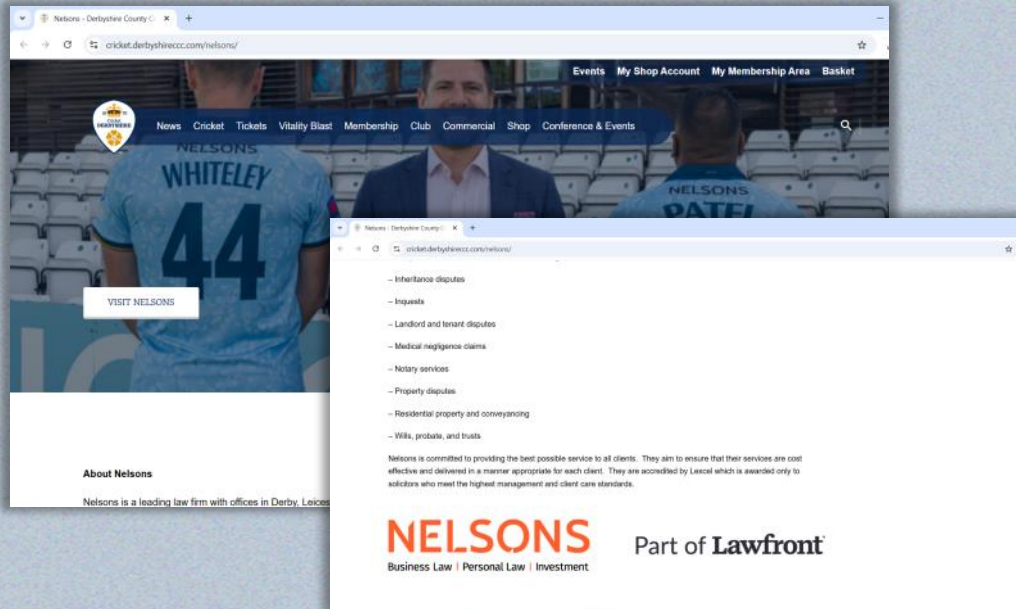 Nelsons - Derbyshire County C
cricket.derbyshireccc.com/nelsons/
Events My Shop Account My Membership Area Basket
DERBYSHIRE
News Cricket Tickets Vitality Blast Membership Club Commercial Shop Conference & Events
NELSONS
WHITELEY
44
NELSONS
PATEL
VISIT NELSONS
About Nelsons
Nelsons is a leading law firm with offices in Derby, Leices
Nelsons - Derbyshire County C
cricket.derbyshireccc.com/nelsons/
– Inheritance disputes
– Inquests
– Landlord and tenant disputes
– Medical negligence claims
– Notary services
– Property disputes
– Residential property and conveyancing
– Wills, probate, and trusts
Nelsons is committed to providing the best possible service to all clients. They aim to ensure that their services are cost
effective and delivered in a manner appropriate for each client. They are accredited by Lexcel which is awarded only to
solicitors who meet the highest management and client care standards.
NELSONS
Business Law | Personal Law | Investment
Part of Lawfront